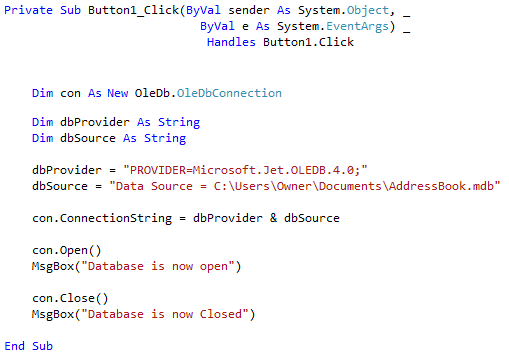 Private Sub Button1_Click(ByVal sender As System.Object, _
ByVal e As System.EventArgs) _
Handles Button1.Click
Dim con As New OleDb.OleDbConnection
Dim dbProvider As String
Dim dbSource As String
dbProvider = "PROVIDER=Microsoft.Jet.OLEDB.4.0;"
dbSource = "Data Source = C:\Users\Owner\Documents\AddressBook.mdb"
con.ConnectionString = dbProvider & dbSource
con.Open()
MsgBox("Database is now open")
con.Close()
MsgBox("Database is now Closed")
End Sub